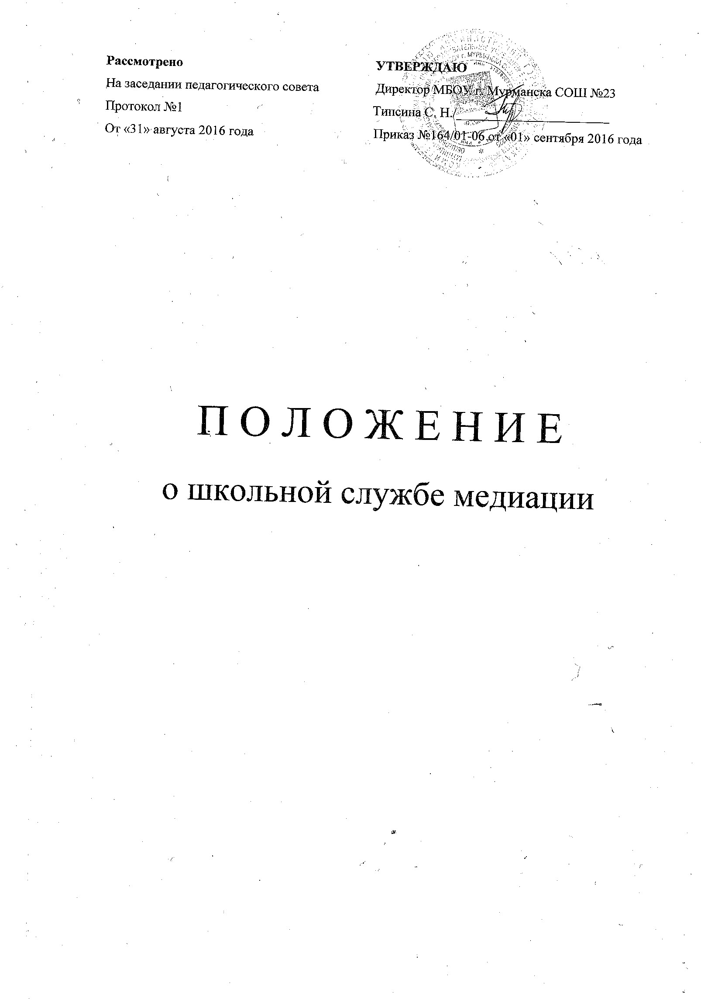 Рассмотрено
На заседании педагогического совета
Протокол №1
От «31» августа 2016 года
УТВЕРЖДАЮ
Директор МБОУ г. Мурманска СОШ №23
Типсина С. Н./
Приказ №164/01-06 от «01» сентября 2016 года
П О Л О Ж Е Н И Е
о школьной службе медиации